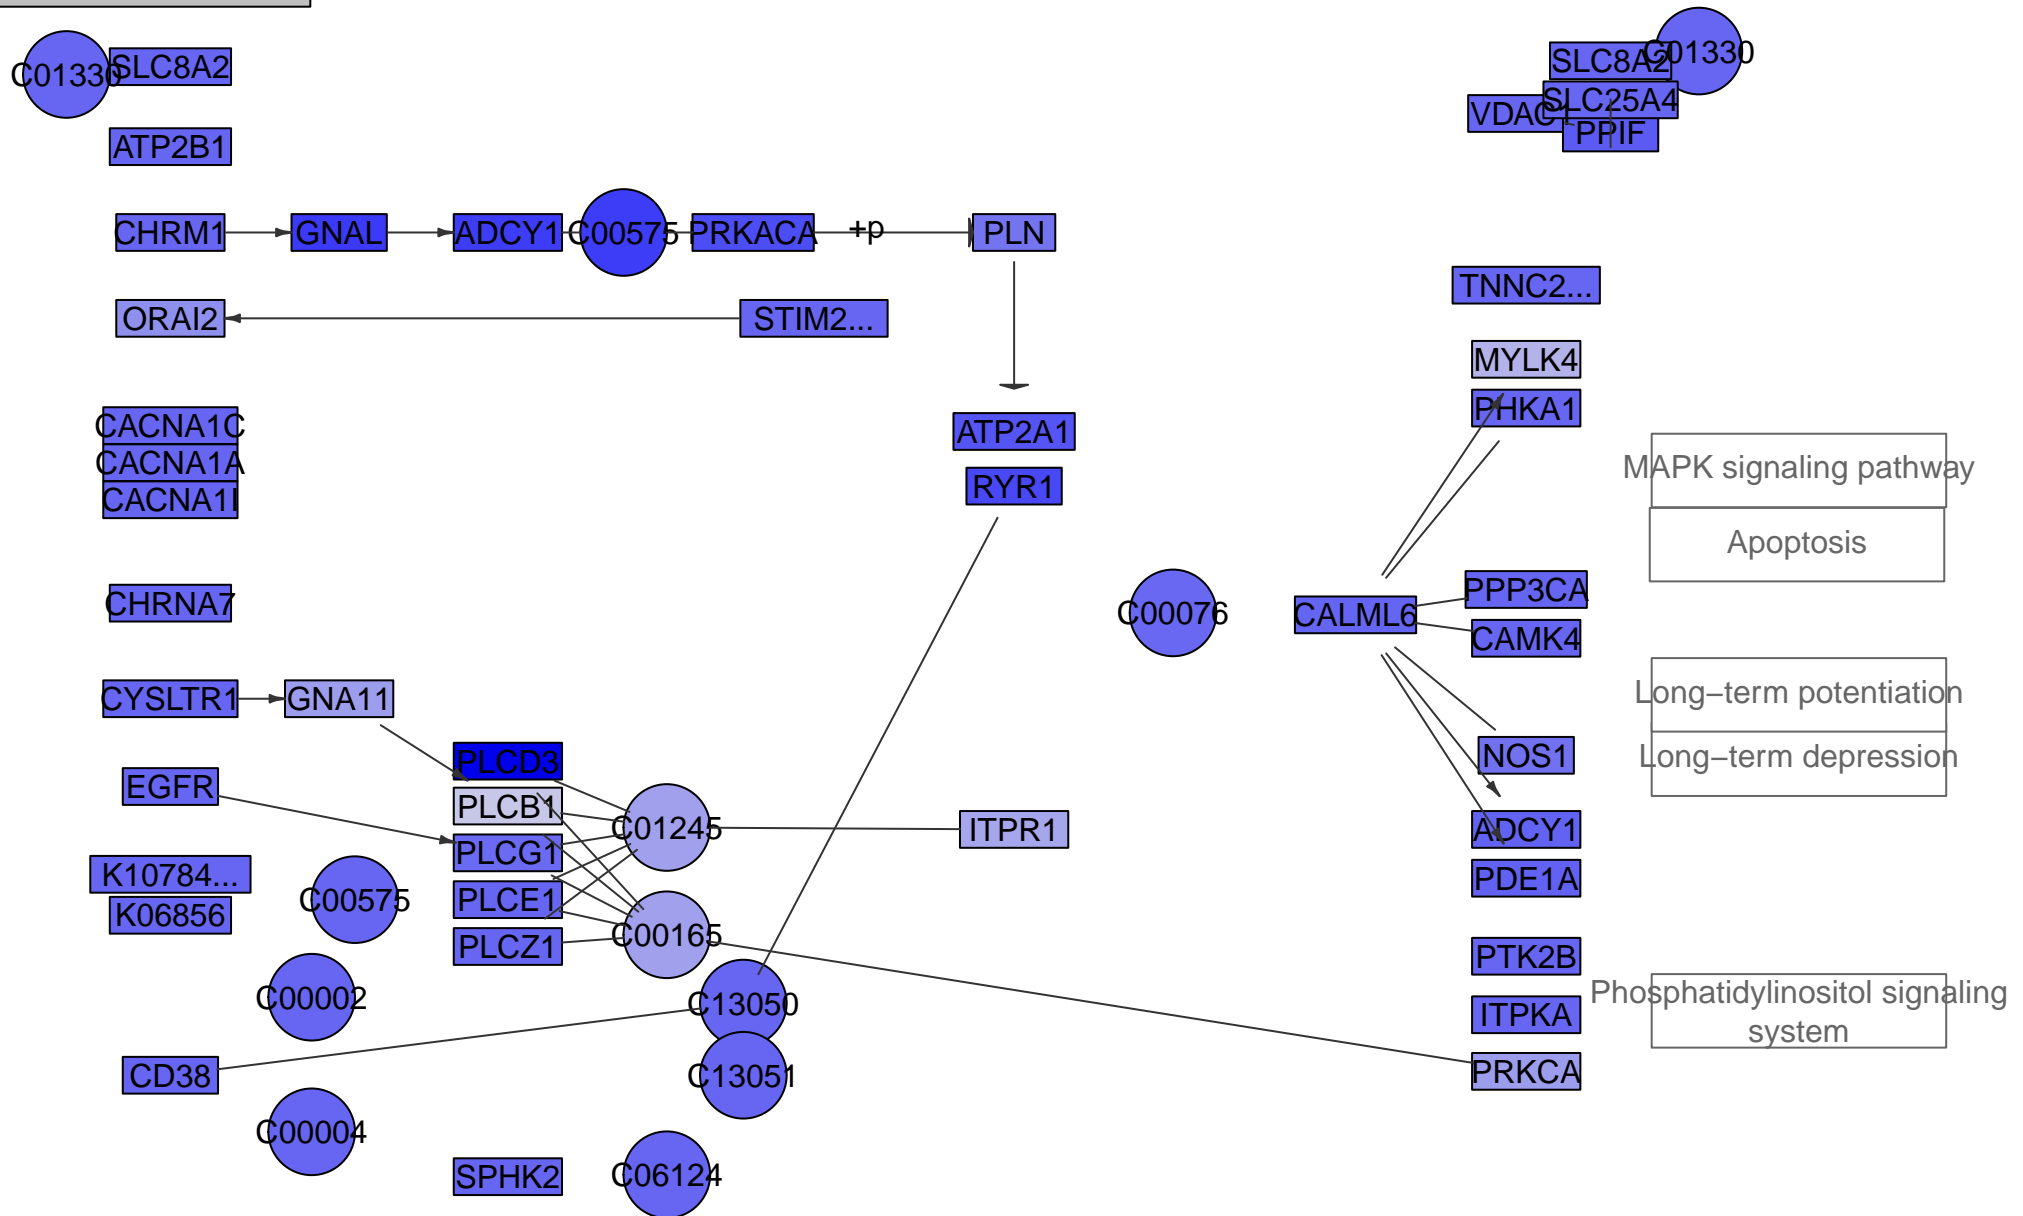 C01330
SLC8A2
SLC8A2
C01330
SLC25A4
VDAC1
PPIF
ATP2B1
CHRM1
GNAL
ADCY1
C00575
PRKACA
+p
PLN
TNNC2...
ORAI2
STIM2...
MYLK4
PHKA1
CACNA1C
CACNA1A
CACNA1I
ATP2A1
RYR1
MAPK signaling pathway
Apoptosis
CHRNA7
C00076
CALML6
PPP3CA
CAMK4
CYSLTR1
GNA11
Long−term potentiation
Long−term depression
NOS1
EGFR
PLCD3
PLCB1
PLCG1
PLCE1
PLCZ1
C01245
C00165
ITPR1
ADCY1
PDE1A
K10784...
K06856
C00575
C00002
C13050
C13051
PTK2B
ITPKA
PRKCA
Phosphatidylinositol signaling
system
CD38
C00004
SPHK2
C06124